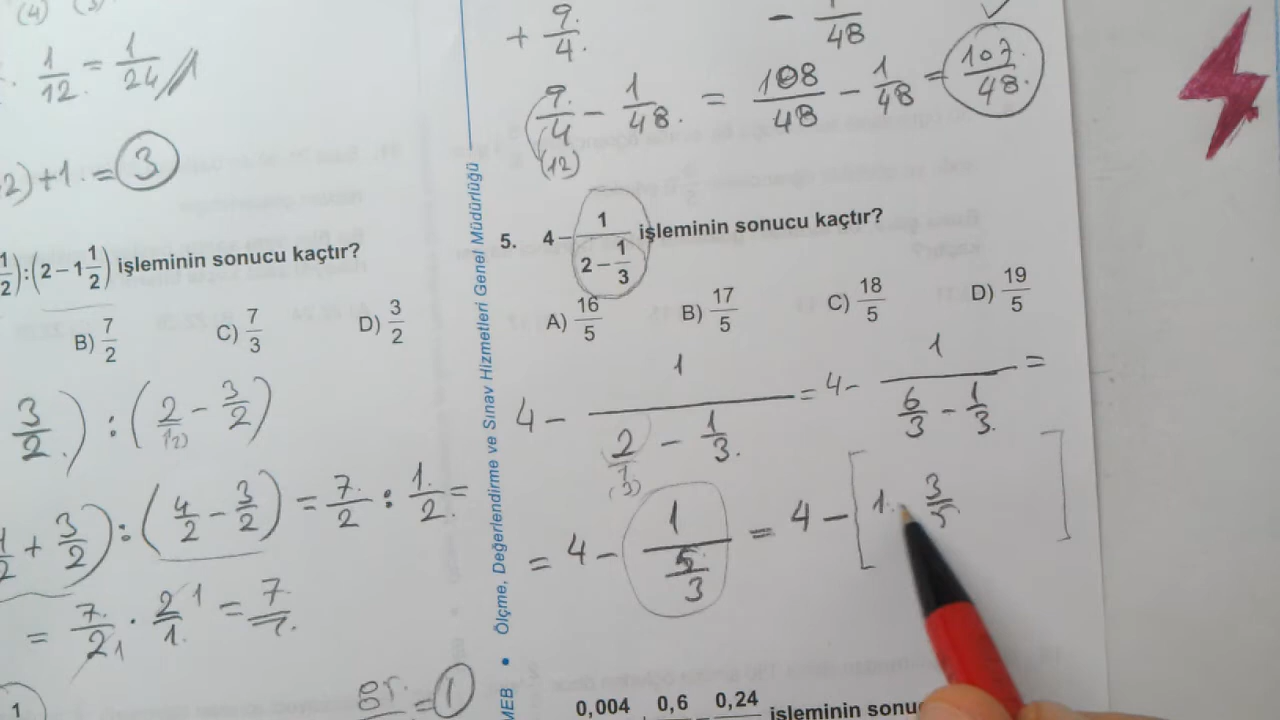 (4)
1/12 = 1/24
2)+1. = 3
1/2):(2-1 1/2) işleminin sonucu kaçtır?
B) 7/2 C) 7/3 D) 3/2
3/2) : (2 - 3/2)
(2)
+ 3/2) : (4/2 - 3/2) = 7/2 : 1/2 =
= 7/2 . 2/1 = 7/1.
gr. = 1
1
Ölçme, Değerlendirme ve Sınav Hizmetleri Genel Müdürlüğü
MEB •
+ 9/4. - 1/48
9/4 - 1/48. = 108/48 - 1/48 = 107/48.
(12)
5. 4 - 1/(2 - 1/3) işleminin sonucu kaçtır?
A) 16/5 B) 17/5 C) 18/5 D) 19/5
4 - 1/(2/1 - 1/3.) = 4 - 1/(6/3 - 1/3.) =
(3)
= 4 - 1/(5/3) = 4 - [1. 3/5 ]
0,004 0,6 0,24 işleminin sonu